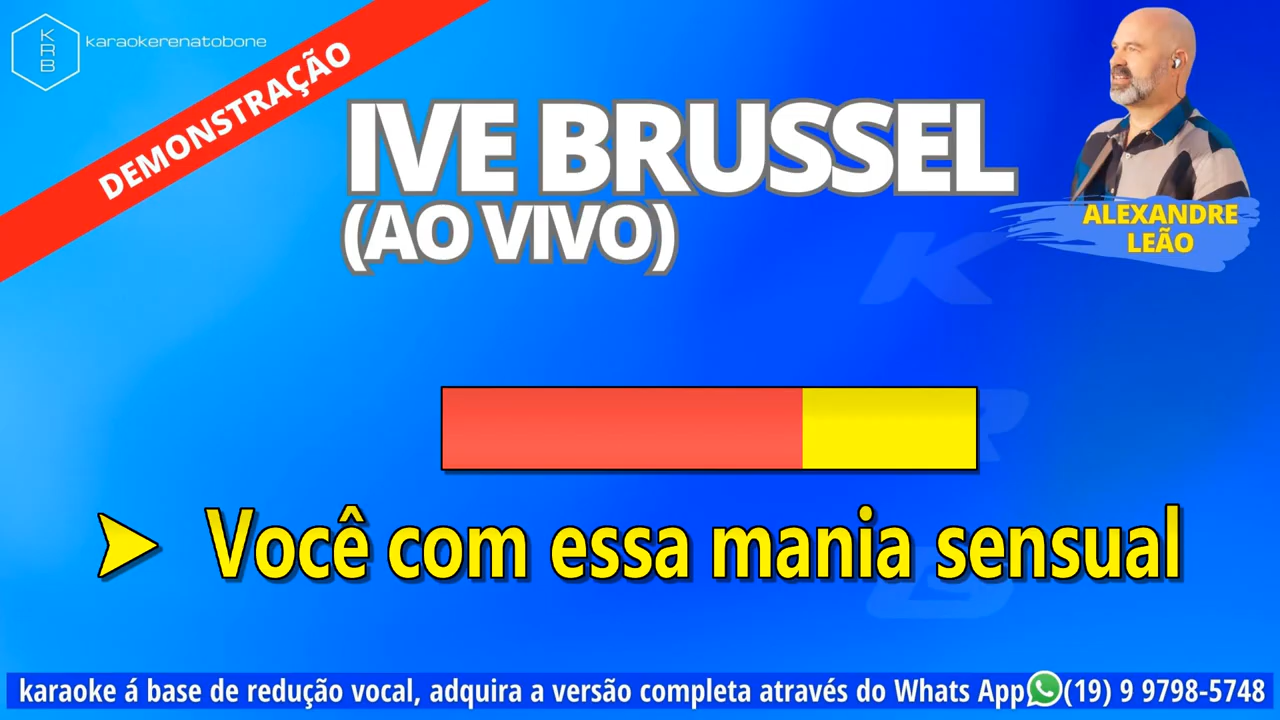 K
R
B
karaokerenatobone
DEMONSTRAÇÃO
IVE BRUSSEL
(AO VIVO)
ALEXANDRE
LEÃO
K
R
B
Você com essa mania sensual
karaoke á base de redução vocal, adquira a versão completa através do Whats App (19) 9 9798-5748